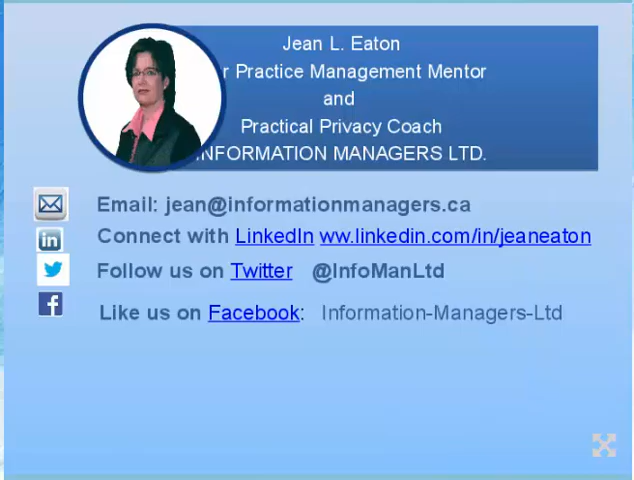 Jean L. Eaton
r Practice Management Mentor
and
Practical Privacy Coach
INFORMATION MANAGERS LTD.
Email: jean@informationmanagers.ca
Connect with LinkedIn ww.linkedin.com/in/jeaneaton
Follow us on Twitter @InfoManLtd
Like us on Facebook: Information-Managers-Ltd